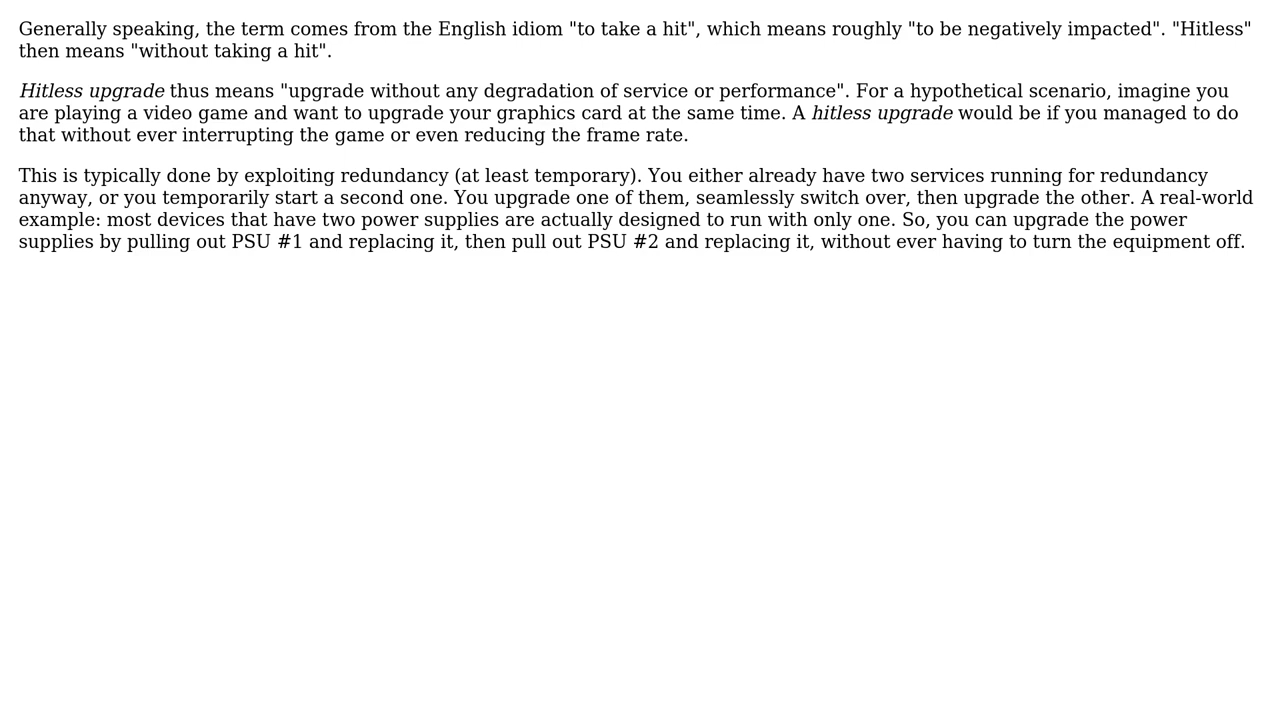 Generally speaking, the term comes from the English idiom "to take a hit", which means roughly "to be negatively impacted". "Hitless"
then means "without taking a hit".
Hitless upgrade thus means "upgrade without any degradation of service or performance". For a hypothetical scenario, imagine you
are playing a video game and want to upgrade your graphics card at the same time. A hitless upgrade would be if you managed to do
that without ever interrupting the game or even reducing the frame rate.
This is typically done by exploiting redundancy (at least temporary). You either already have two services running for redundancy
anyway, or you temporarily start a second one. You upgrade one of them, seamlessly switch over, then upgrade the other. A real-world
example: most devices that have two power supplies are actually designed to run with only one. So, you can upgrade the power
supplies by pulling out PSU #1 and replacing it, then pull out PSU #2 and replacing it, without ever having to turn the equipment off.